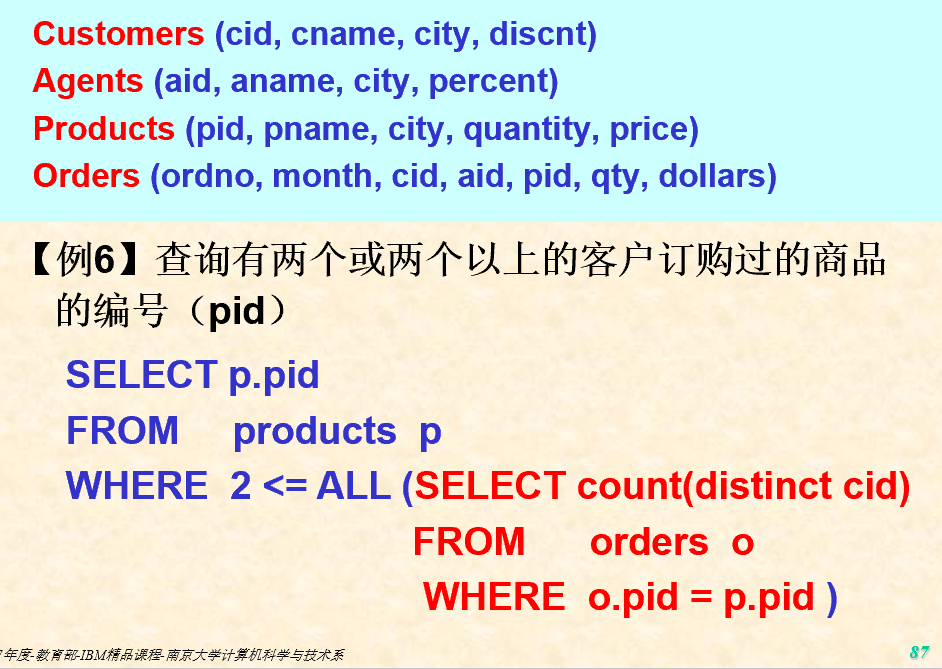 Customers (cid, cname, city, discnt)
Agents (aid, aname, city, percent)
Products (pid, pname, city, quantity, price)
Orders (ordno, month, cid, aid, pid, qty, dollars)
【例6】查询有两个或两个以上的客户订购过的商品
的编号（pid）
SELECT p.pid
FROM products p
WHERE 2 <= ALL (SELECT count(distinct cid)
FROM orders o
WHERE o.pid = p.pid )
年度-教育部-IBM精品课程-南京大学计算机科学与技术系
87